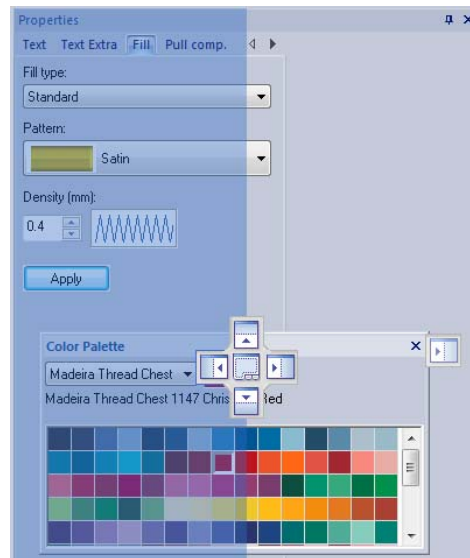 Properties
Text Text Extra Fill Pull comp.
Fill type:
Standard
Pattern:
Satin
Density (mm):
0.4
Apply
Color Palette
Madeira Thread Chest
Madeira Thread Chest 1147 Chris ed